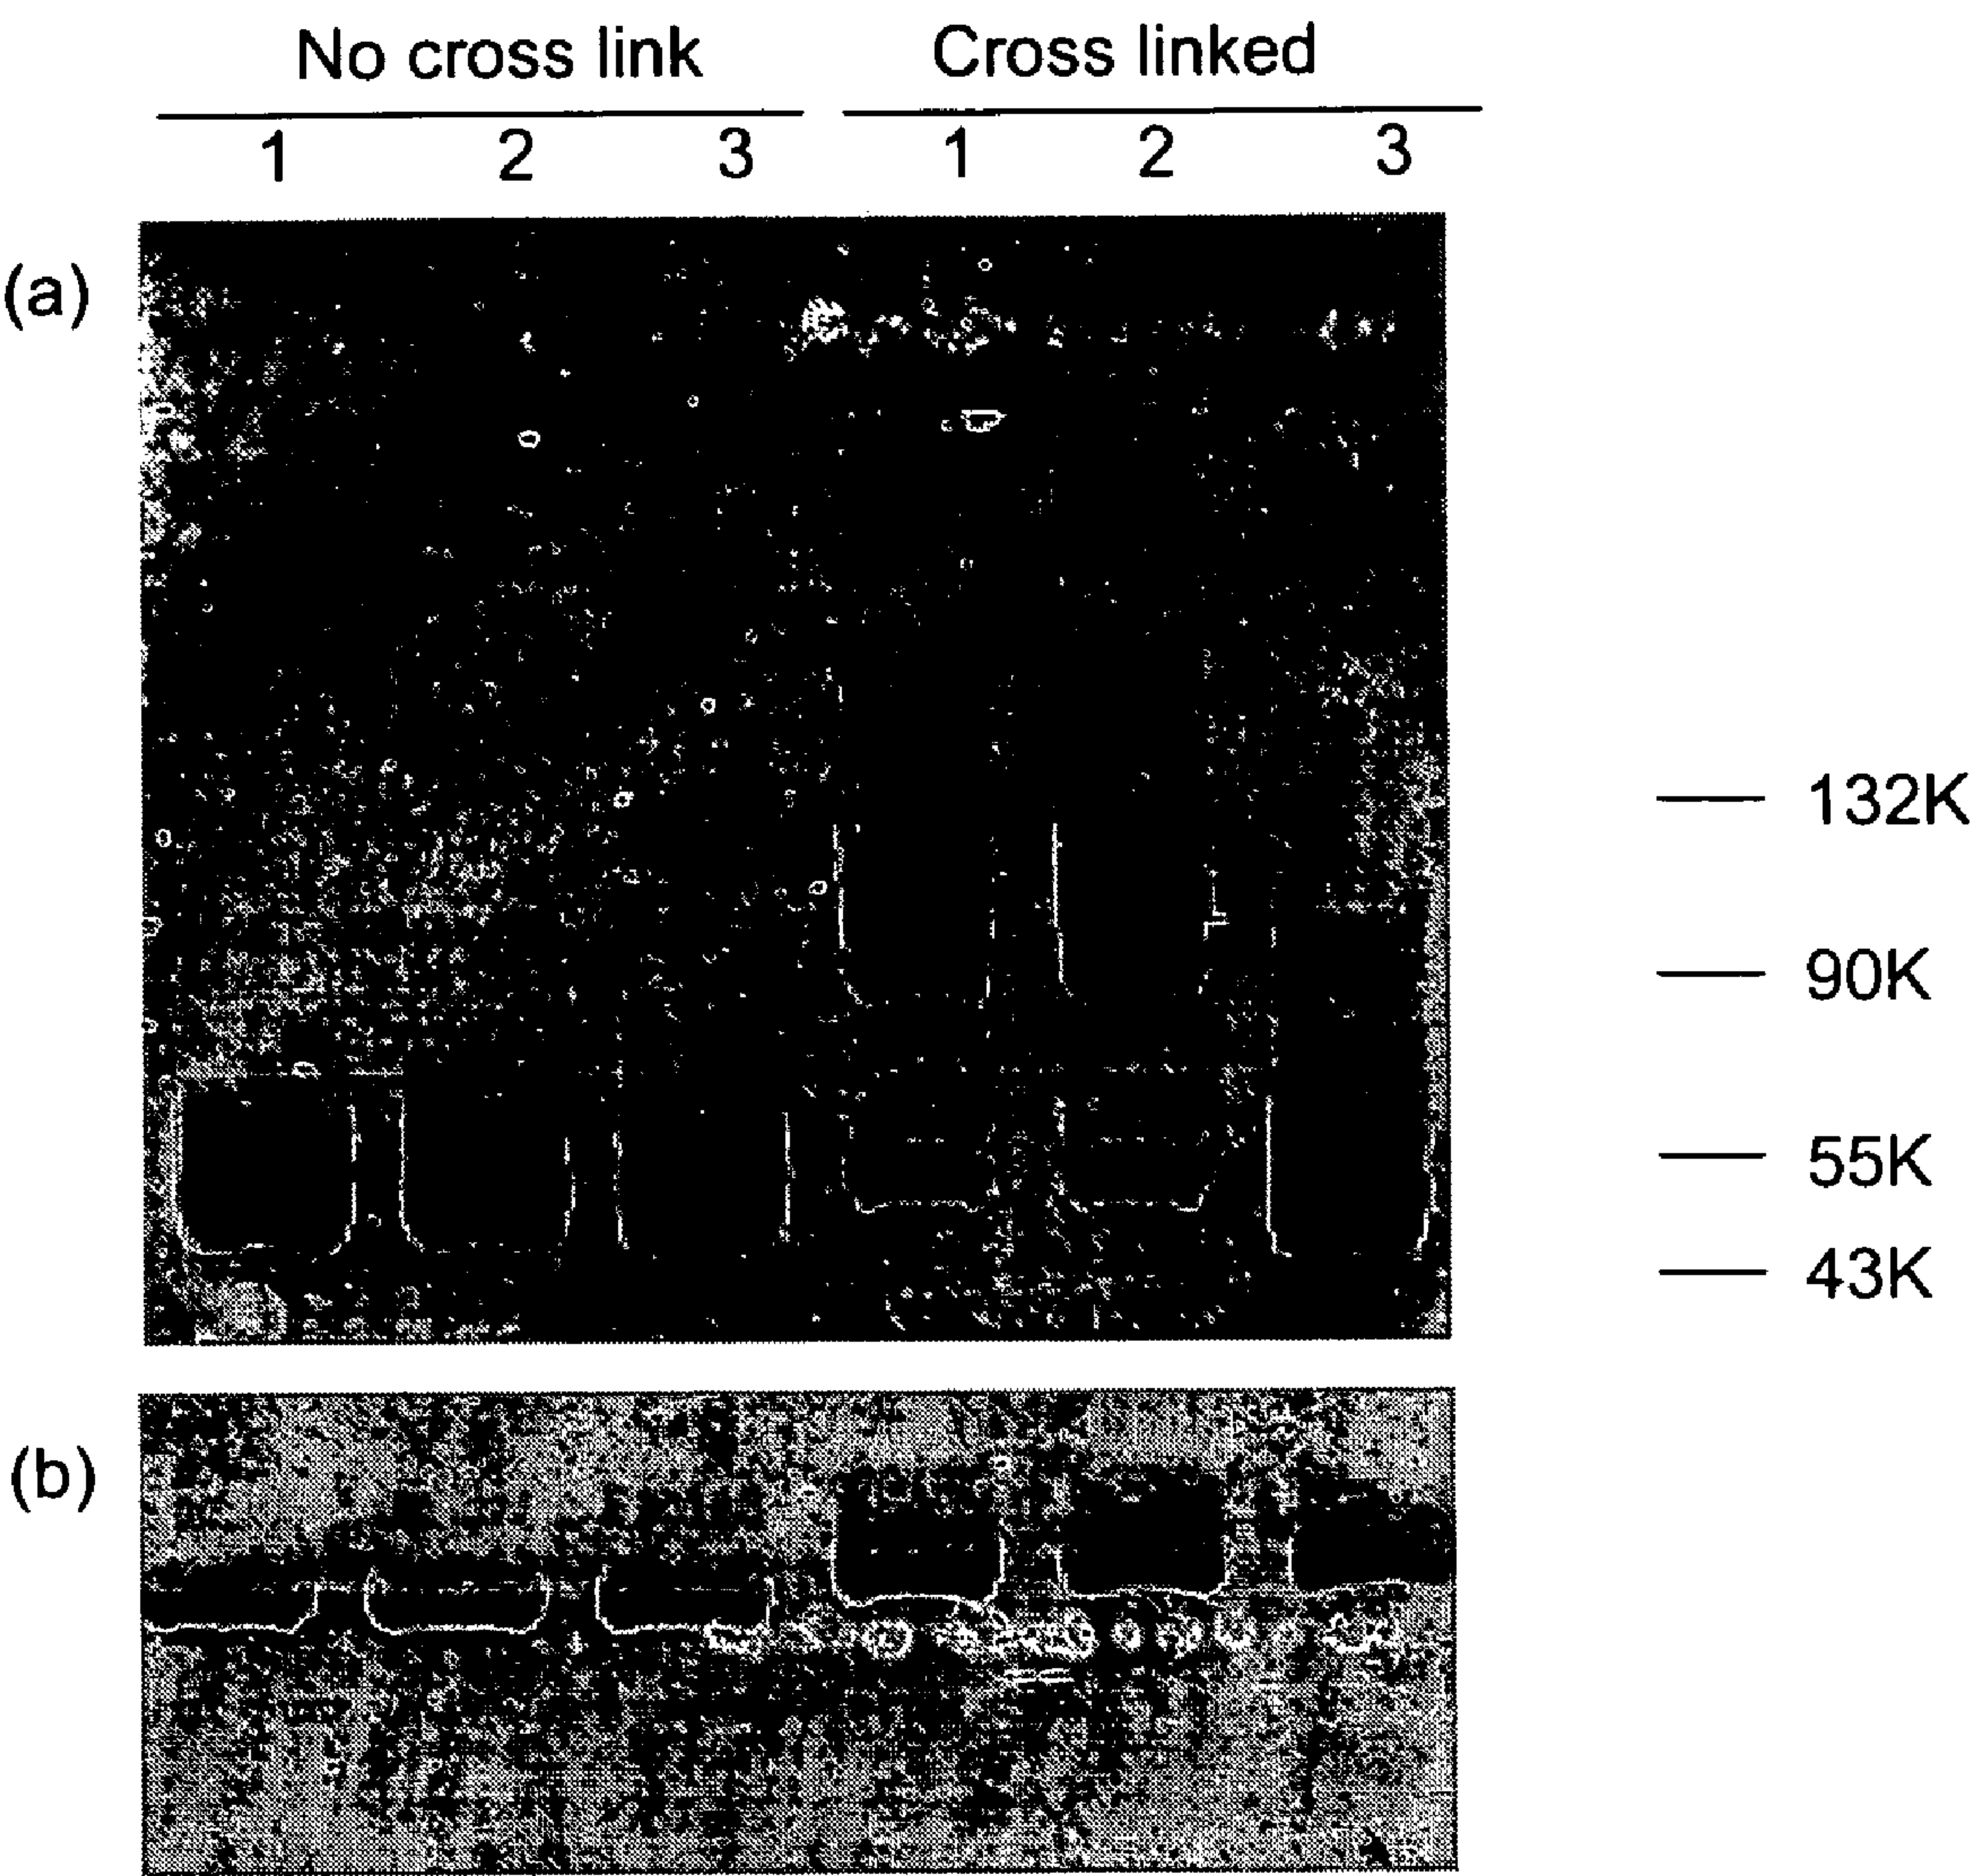 No cross link Cross linked
1 2 3 1 2 3
(a)
132K
90K
55K
43K
(b)